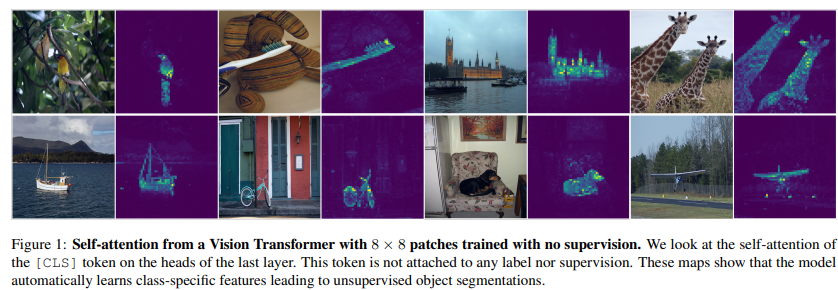 Figure 1: Self-attention from a Vision Transformer with 8 × 8 patches trained with no supervision. We look at the self-attention of
the [CLS] token on the heads of the last layer. This token is not attached to any label nor supervision. These maps show that the model
automatically learns class-specific features leading to unsupervised object segmentations.